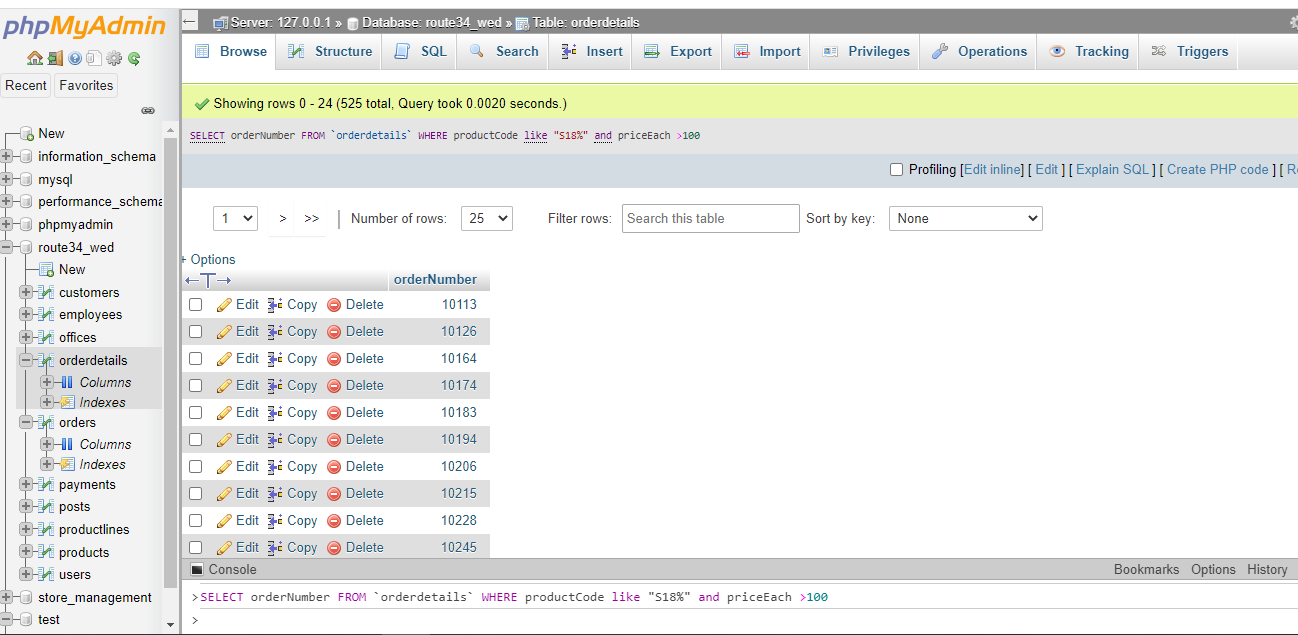 phpMyAdmin
Recent Favorites
New
information_schema
mysql
performance_schema
phpmyadmin
route34_wed
New
customers
employees
offices
orderdetails
Columns
Indexes
orders
Columns
Indexes
payments
posts
productlines
products
users
store_management
test
Server: 127.0.0.1 » Database: route34_wed » Table: orderdetails
Browse Structure SQL Search Insert Export Import Privileges Operations Tracking Triggers
Showing rows 0 - 24 (525 total, Query took 0.0020 seconds.)
SELECT orderNumber FROM `orderdetails` WHERE productCode like "S18%" and priceEach >100
Profiling [Edit inline] [ Edit ] [ Explain SQL ] [ Create PHP code ] [ R
1 > >> | Number of rows: 25 Filter rows: Search this table Sort by key: None
+ Options
←T→ orderNumber
Edit Copy Delete 10113
Edit Copy Delete 10126
Edit Copy Delete 10164
Edit Copy Delete 10174
Edit Copy Delete 10183
Edit Copy Delete 10194
Edit Copy Delete 10206
Edit Copy Delete 10215
Edit Copy Delete 10228
Edit Copy Delete 10245
Console Bookmarks Options History
>SELECT orderNumber FROM `orderdetails` WHERE productCode like "S18%" and priceEach >100
>